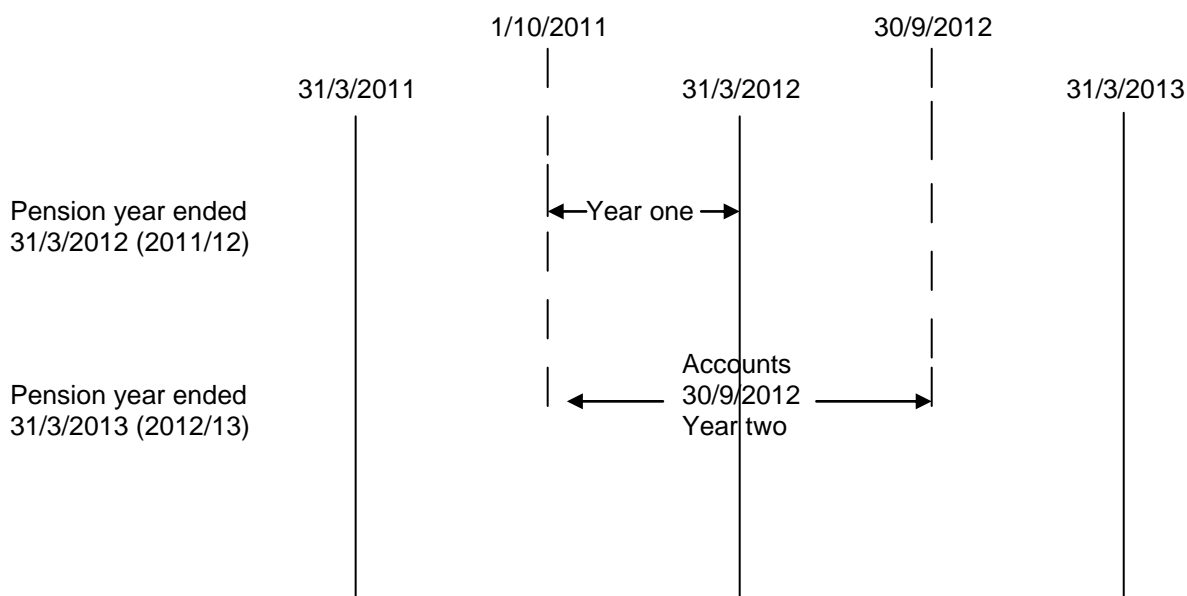 1/10/2011 30/9/2012
31/3/2011 31/3/2012 31/3/2013
Pension year ended
31/3/2012 (2011/12)
Year one
Pension year ended
31/3/2013 (2012/13)
Accounts
30/9/2012
Year two